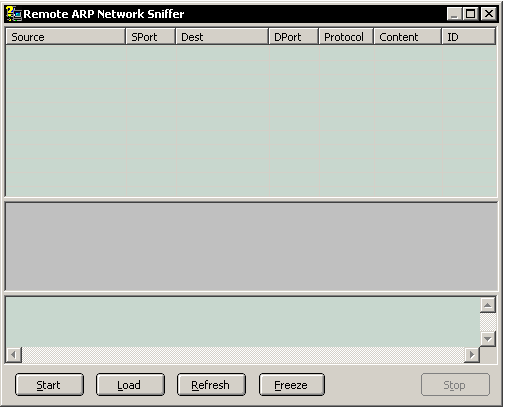 Remote ARP Network Sniffer
Source SPort Dest DPort Protocol Content ID
Start Load Refresh Freeze Stop